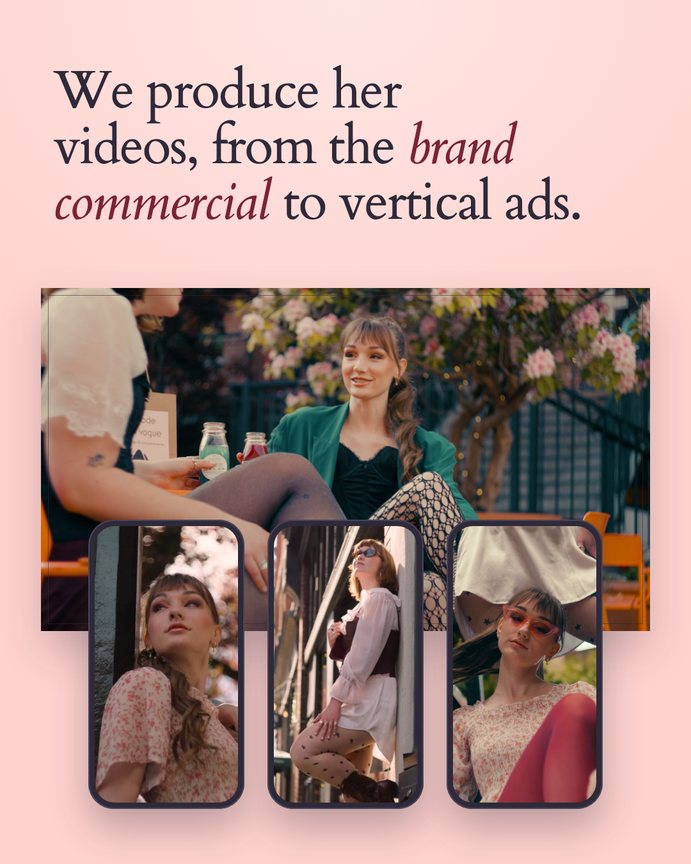 We produce her
videos, from the brand
commercial to vertical ads.